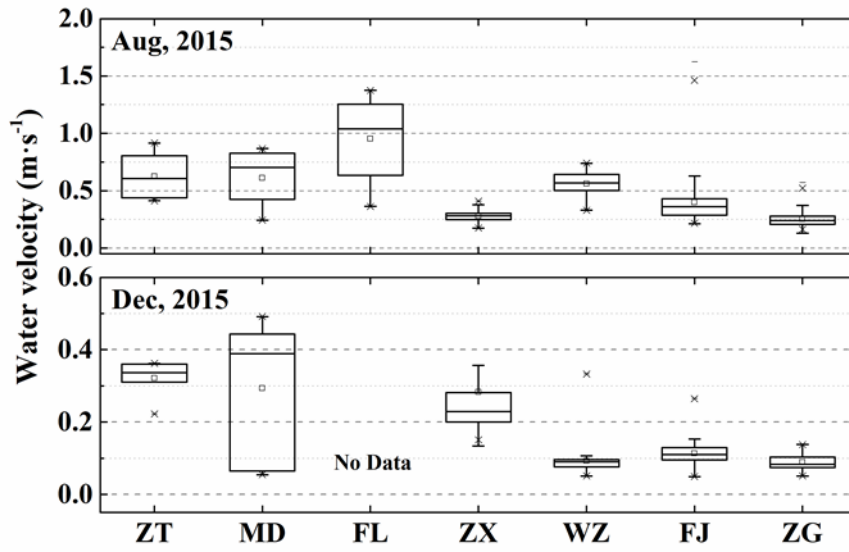 Water velocity (m·s⁻¹)
Aug, 2015
2.0
1.5
1.0
0.5
0.0
Dec, 2015
0.6
0.4
0.2
0.0
No Data
ZT MD FL ZX WZ FJ ZG